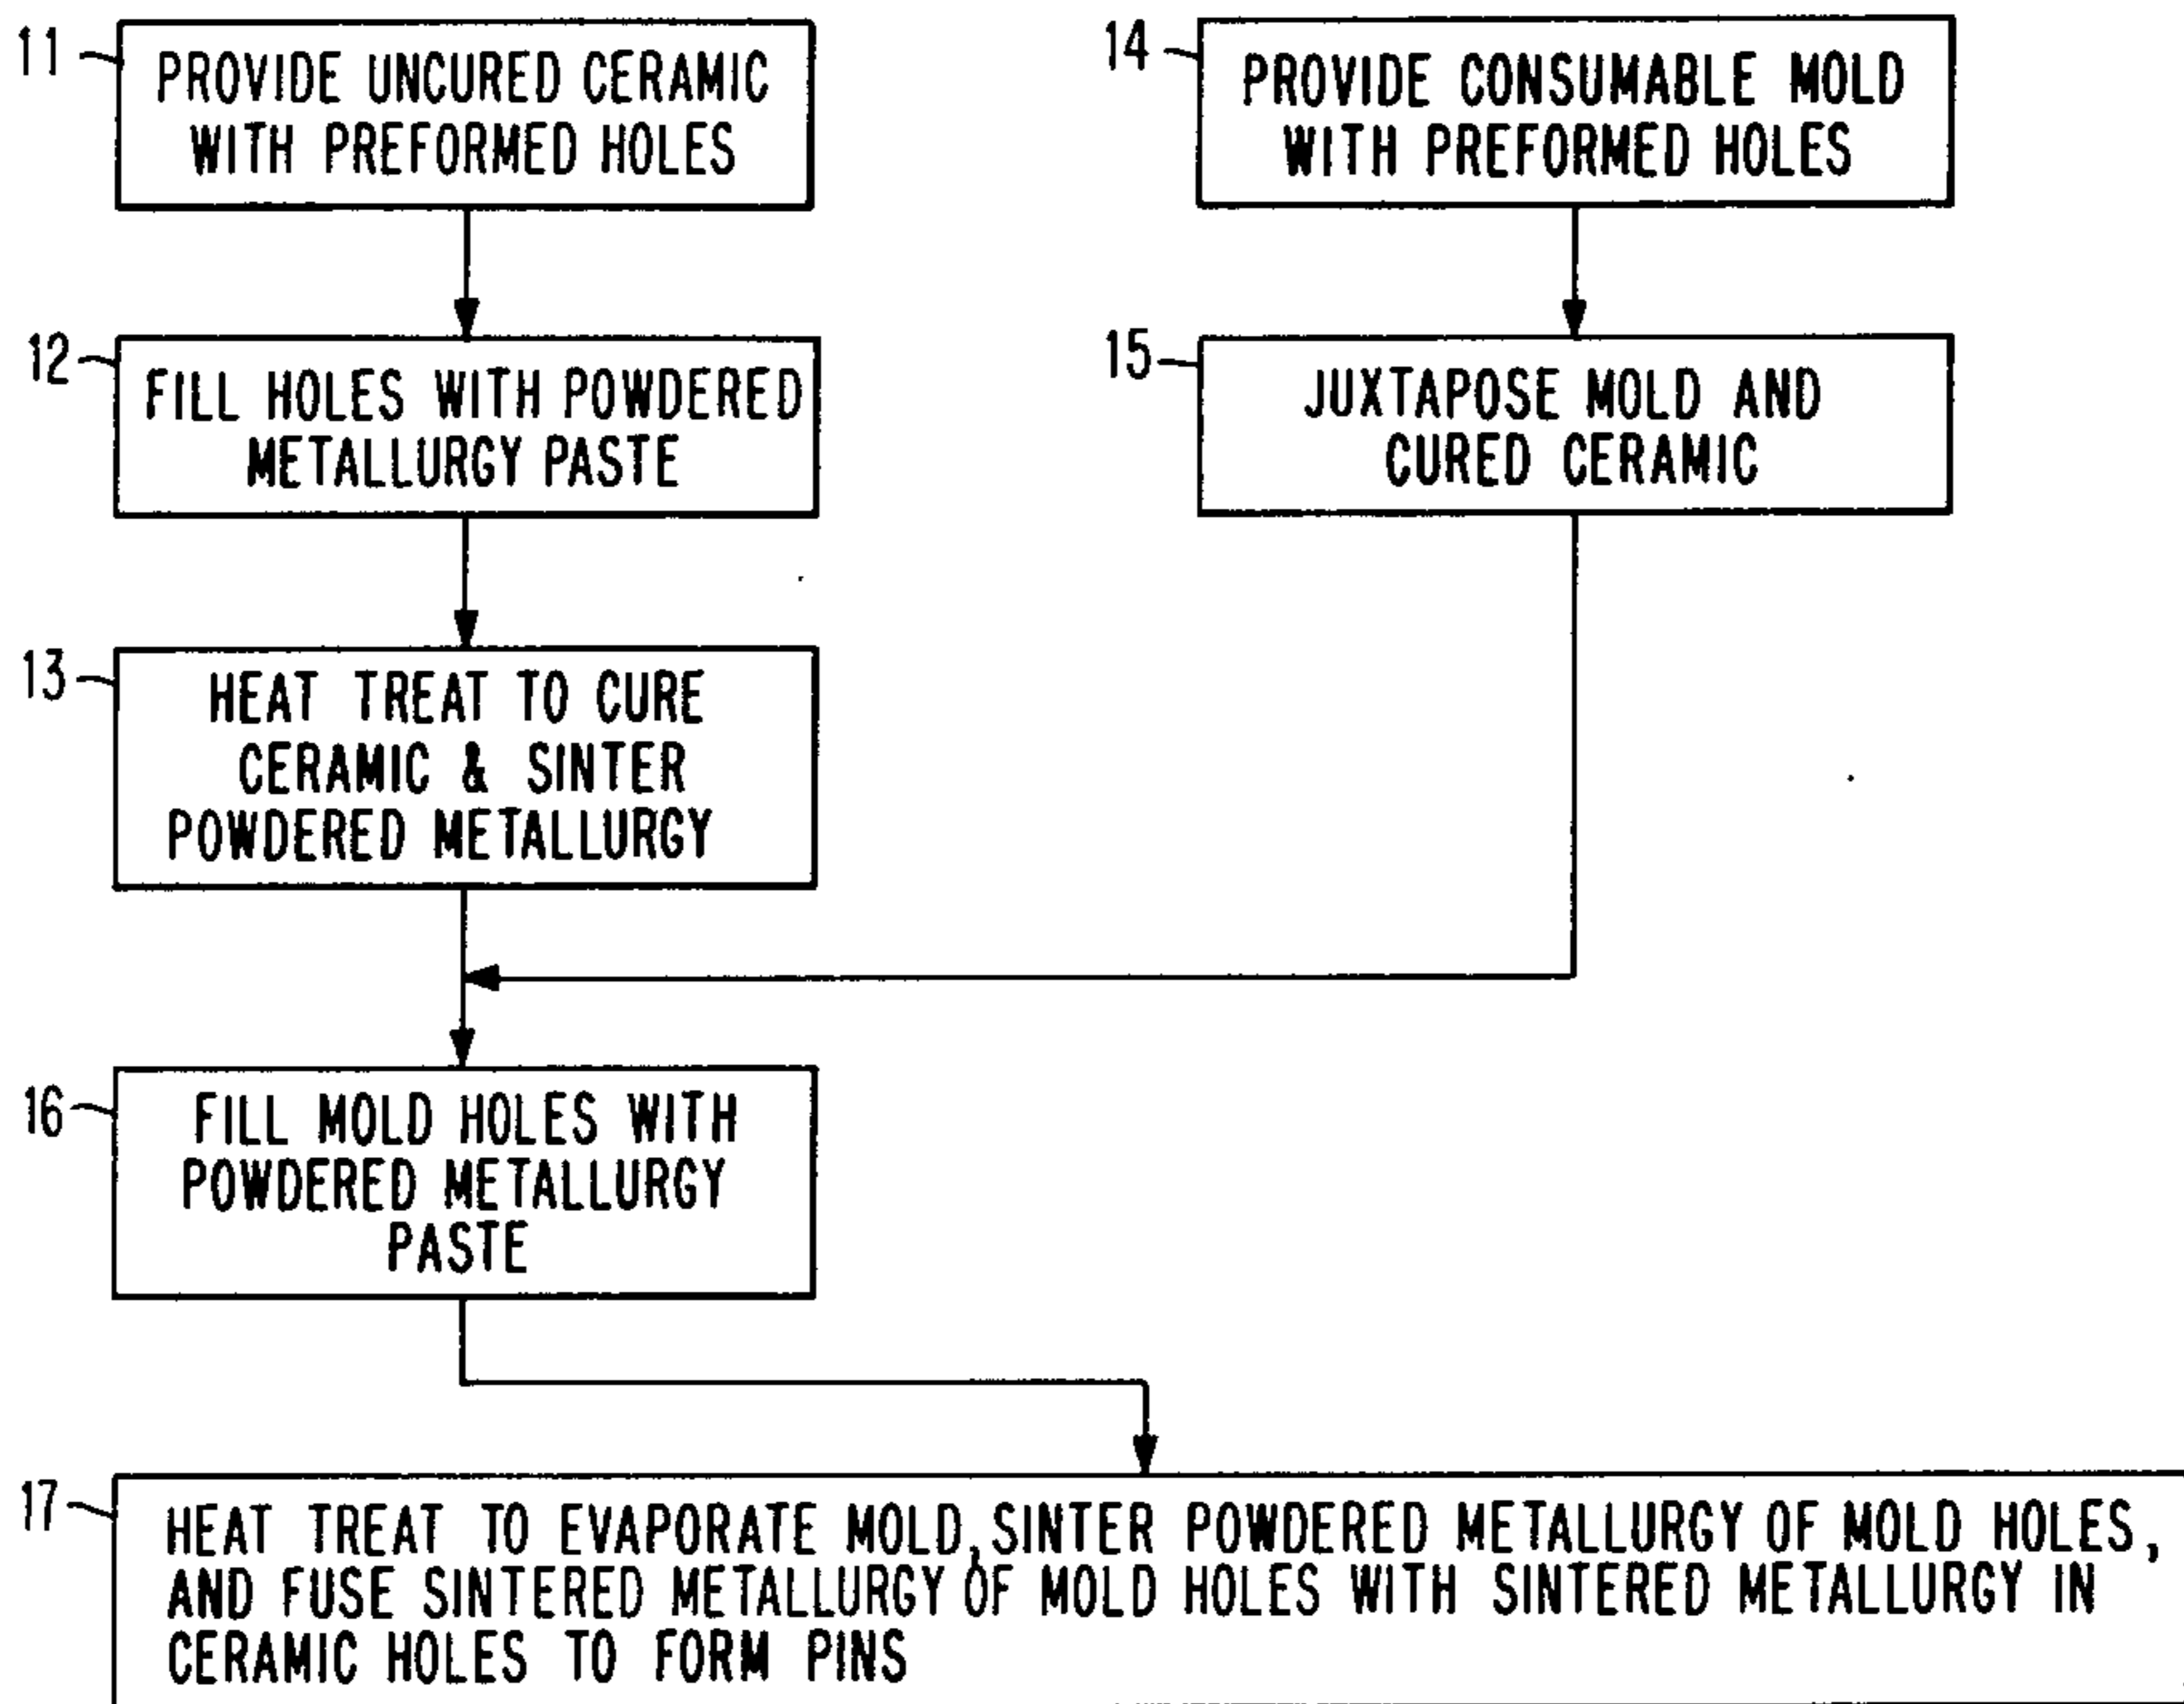 11
PROVIDE UNCURED CERAMIC
WITH PREFORMED HOLES
12
FILL HOLES WITH POWDERED
METALLURGY PASTE
13
HEAT TREAT TO CURE
CERAMIC & SINTER
POWDERED METALLURGY
14
PROVIDE CONSUMABLE MOLD
WITH PREFORMED HOLES
15
JUXTAPOSE MOLD AND
CURED CERAMIC
16
FILL MOLD HOLES WITH
POWDERED METALLURGY
PASTE
17
HEAT TREAT TO EVAPORATE MOLD, SINTER POWDERED METALLURGY OF MOLD HOLES,
AND FUSE SINTERED METALLURGY OF MOLD HOLES WITH SINTERED METALLURGY IN
CERAMIC HOLES TO FORM PINS